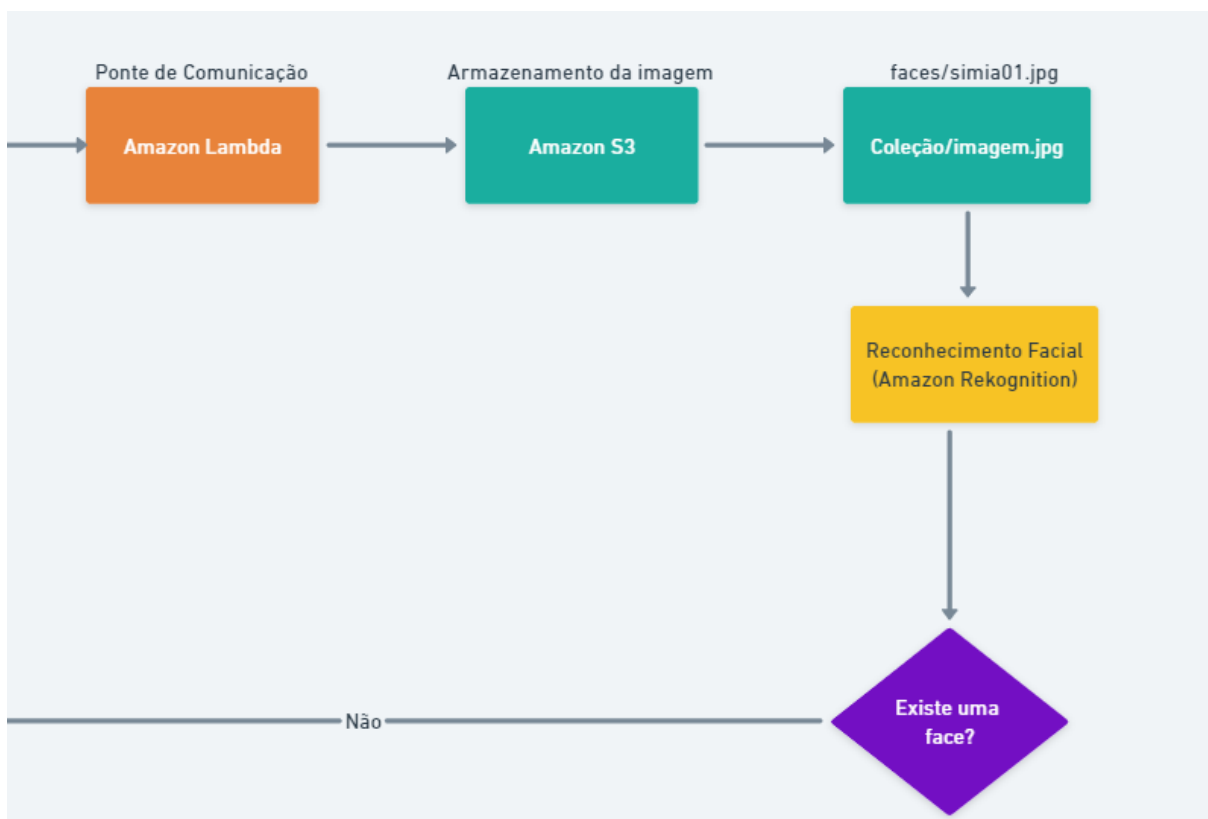 Ponte de Comunicação
Armazenamento da imagem
faces/simia01.jpg
Amazon Lambda
Amazon S3
Coleção/imagem.jpg
Reconhecimento Facial
(Amazon Rekognition)
Existe uma
face?
Não